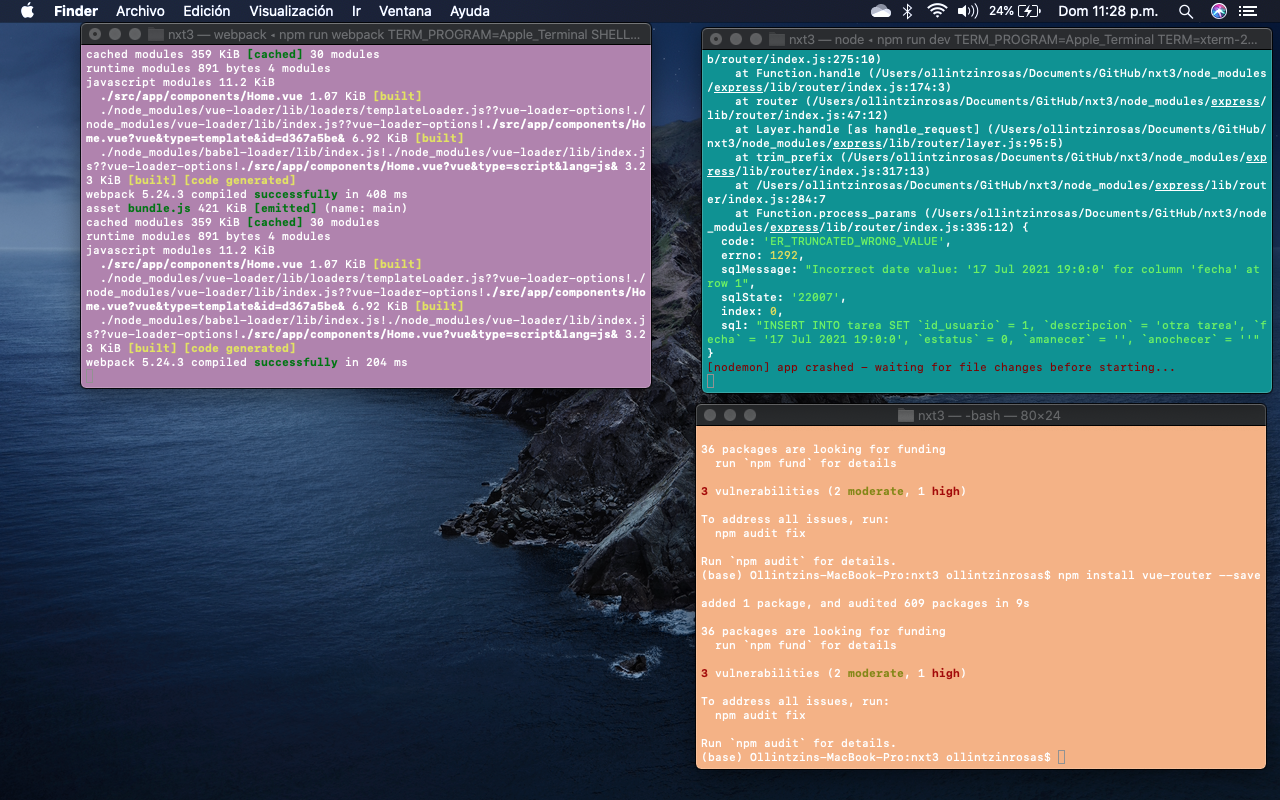 Finder Archivo Edición Visualización Ir Ventana Ayuda 24% Dom 11:28 p.m.
nxt3 — webpack ◂ npm run webpack TERM_PROGRAM=Apple_Terminal SHELL...
cached modules 359 KiB [cached] 30 modules
runtime modules 891 bytes 4 modules
javascript modules 11.2 KiB
./src/app/components/Home.vue 1.07 KiB [built]
./node_modules/vue-loader/lib/loaders/templateLoader.js??vue-loader-options!./
node_modules/vue-loader/lib/index.js??vue-loader-options!./src/app/components/Ho
me.vue?vue&type=template&id=d367a5be& 6.92 KiB [built]
./node_modules/babel-loader/lib/index.js!./node_modules/vue-loader/lib/index.j
s??vue-loader-options!./src/app/components/Home.vue?vue&type=script&lang=js& 3.2
3 KiB [built] [code generated]
webpack 5.24.3 compiled successfully in 408 ms
asset bundle.js 421 KiB [emitted] (name: main)
cached modules 359 KiB [cached] 30 modules
runtime modules 891 bytes 4 modules
javascript modules 11.2 KiB
./src/app/components/Home.vue 1.07 KiB [built]
./node_modules/vue-loader/lib/loaders/templateLoader.js??vue-loader-options!./
node_modules/vue-loader/lib/index.js??vue-loader-options!./src/app/components/Ho
me.vue?vue&type=template&id=d367a5be& 6.92 KiB [built]
./node_modules/babel-loader/lib/index.js!./node_modules/vue-loader/lib/index.j
s??vue-loader-options!./src/app/components/Home.vue?vue&type=script&lang=js& 3.2
3 KiB [built] [code generated]
webpack 5.24.3 compiled successfully in 204 ms
nxt3 — node ◂ npm run dev TERM_PROGRAM=Apple_Terminal TERM=xterm-2...
b/router/index.js:275:10)
at Function.handle (/Users/ollintzinrosas/Documents/GitHub/nxt3/node_modules
/express/lib/router/index.js:174:3)
at router (/Users/ollintzinrosas/Documents/GitHub/nxt3/node_modules/express/
lib/router/index.js:47:12)
at Layer.handle [as handle_request] (/Users/ollintzinrosas/Documents/GitHub/
nxt3/node_modules/express/lib/router/layer.js:95:5)
at trim_prefix (/Users/ollintzinrosas/Documents/GitHub/nxt3/node_modules/exp
ress/lib/router/index.js:317:13)
at /Users/ollintzinrosas/Documents/GitHub/nxt3/node_modules/express/lib/rout
er/index.js:284:7
at Function.process_params (/Users/ollintzinrosas/Documents/GitHub/nxt3/node
_modules/express/lib/router/index.js:335:12) {
code: 'ER_TRUNCATED_WRONG_VALUE',
errno: 1292,
sqlMessage: "Incorrect date value: '17 Jul 2021 19:0:0' for column 'fecha' at
row 1",
sqlState: '22007',
index: 0,
sql: "INSERT INTO tarea SET `id_usuario` = 1, `descripcion` = 'otra tarea', `f
echa` = '17 Jul 2021 19:0:0', `estatus` = 0, `amanecer` = '', `anochecer` = ''"
}
[nodemon] app crashed - waiting for file changes before starting...
nxt3 — -bash — 80×24
36 packages are looking for funding
run `npm fund` for details
3 vulnerabilities (2 moderate, 1 high)
To address all issues, run:
npm audit fix
Run `npm audit` for details.
(base) Ollintzins-MacBook-Pro:nxt3 ollintzinrosas$ npm install vue-router --save
added 1 package, and audited 609 packages in 9s
36 packages are looking for funding
run `npm fund` for details
3 vulnerabilities (2 moderate, 1 high)
To address all issues, run:
npm audit fix
Run `npm audit` for details.
(base) Ollintzins-MacBook-Pro:nxt3 ollintzinrosas$